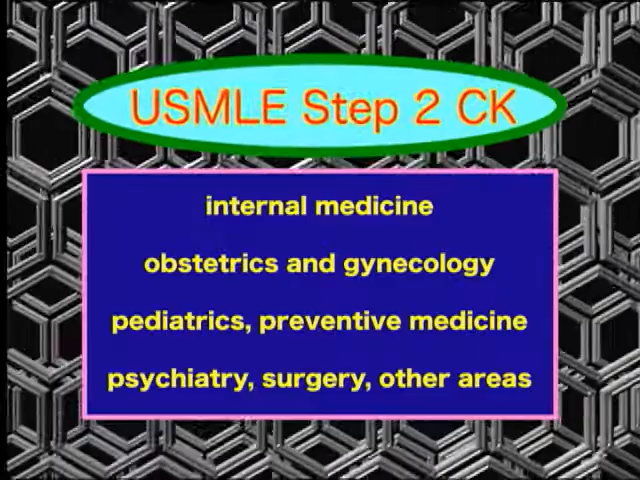 USMLE Step 2 CK
internal medicine
obstetrics and gynecology
pediatrics, preventive medicine
psychiatry, surgery, other areas